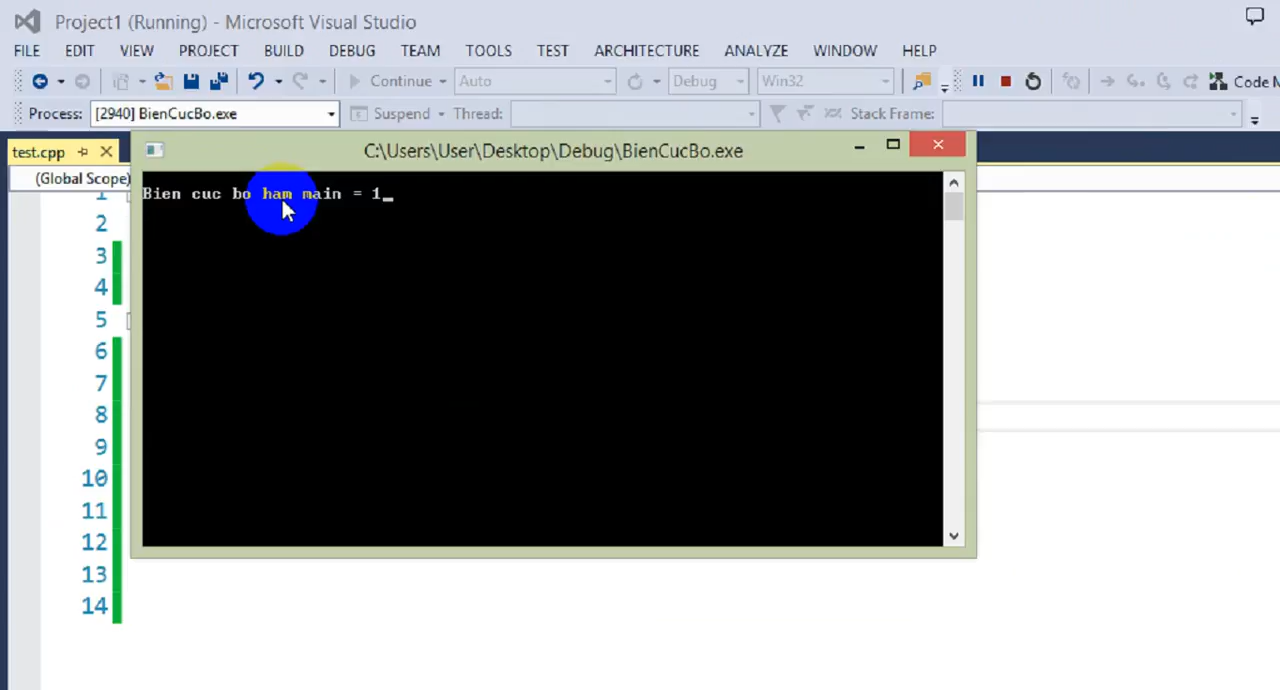 Project1 (Running) - Microsoft Visual Studio
FILE EDIT VIEW PROJECT BUILD DEBUG TEAM TOOLS TEST ARCHITECTURE ANALYZE WINDOW HELP
Continue Auto Debug Win32 Code M
Process: [2940] BienCucBo.exe Suspend Thread: Stack Frame:
test.cpp C:\Users\User\Desktop\Debug\BienCucBo.exe
(Global Scope)
Bien cuc bo ham main = 1_
1
2
3
4
5
6
7
8
9
10
11
12
13
14